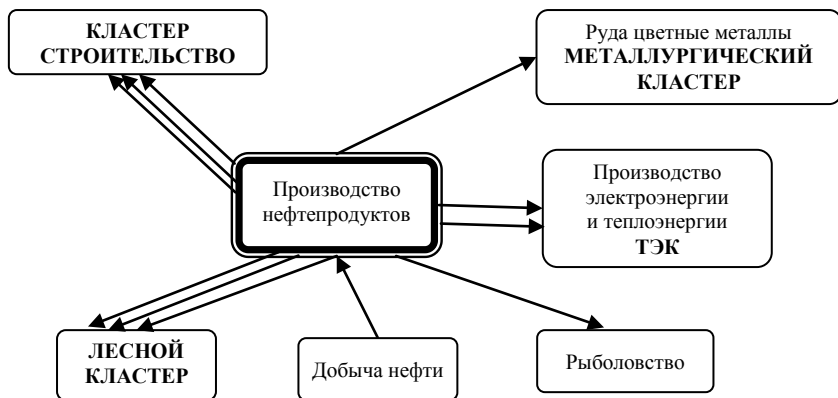 КЛАСТЕР
СТРОИТЕЛЬСТВО
Руда цветные металлы
МЕТАЛЛУРГИЧЕСКИЙ
КЛАСТЕР
Производство
нефтепродуктов
Производство
электроэнергии
и теплоэнергии
ТЭК
ЛЕСНОЙ
КЛАСТЕР
Добыча нефти
Рыболовство